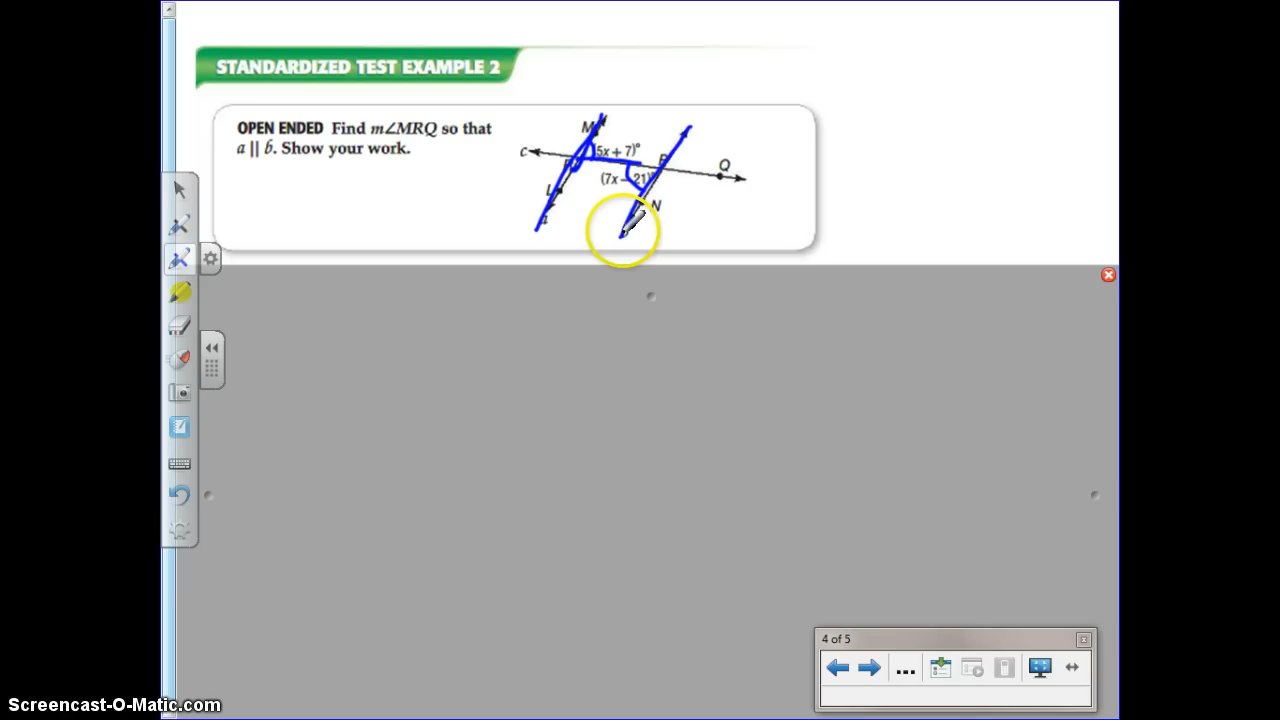 STANDARDIZED TEST EXAMPLE 2
OPEN ENDED Find m∠MRQ so that
a || b. Show your work.
M
c
(5x + 7)°
P
Q
(7x – 21)°
L
N
a
4 of 5
Screencast-O-Matic.com